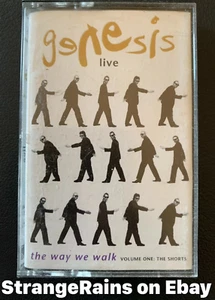 genesis
live
the way we walk VOLUME ONE: THE SHORTS
StrangeRains on Ebay